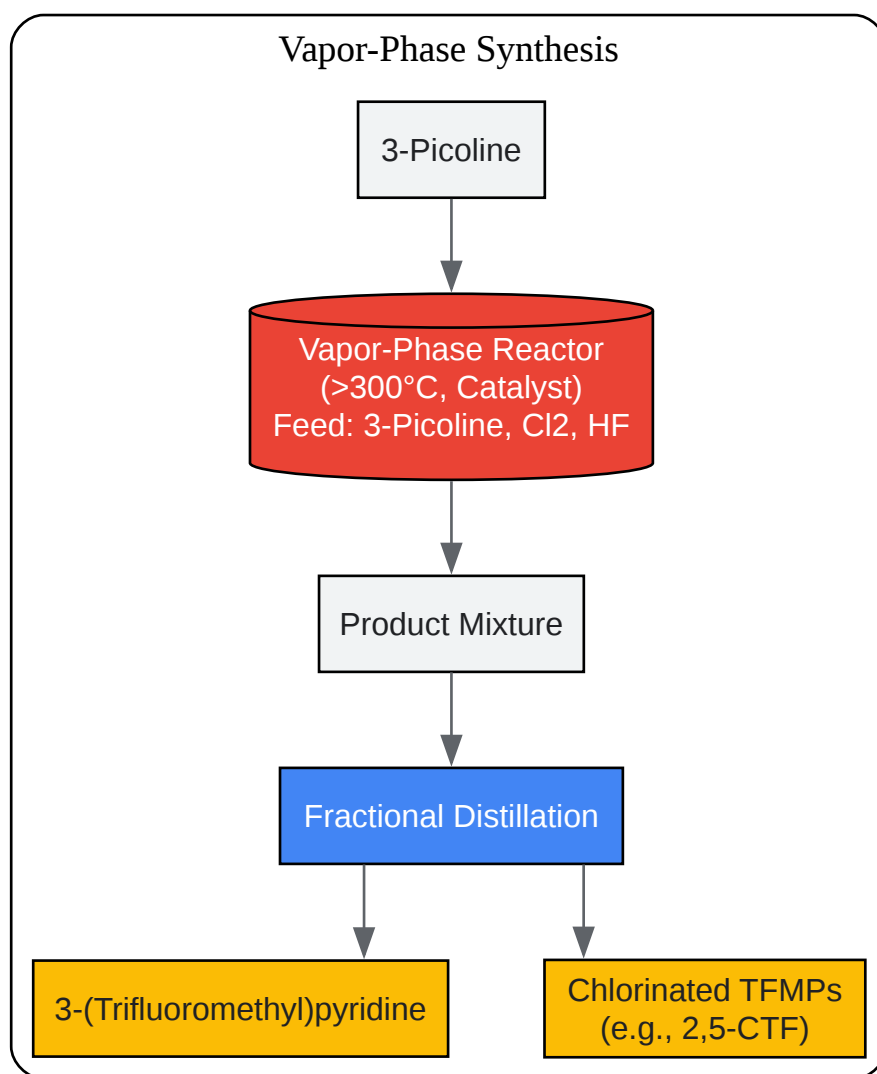 Vapor-Phase Synthesis
3-Picoline
Vapor-Phase Reactor
(>300°C, Catalyst)
Feed: 3-Picoline, Cl2, HF
Product Mixture
Fractional Distillation
3-(Trifluoromethyl)pyridine
Chlorinated TFMPs
(e.g., 2,5-CTF)